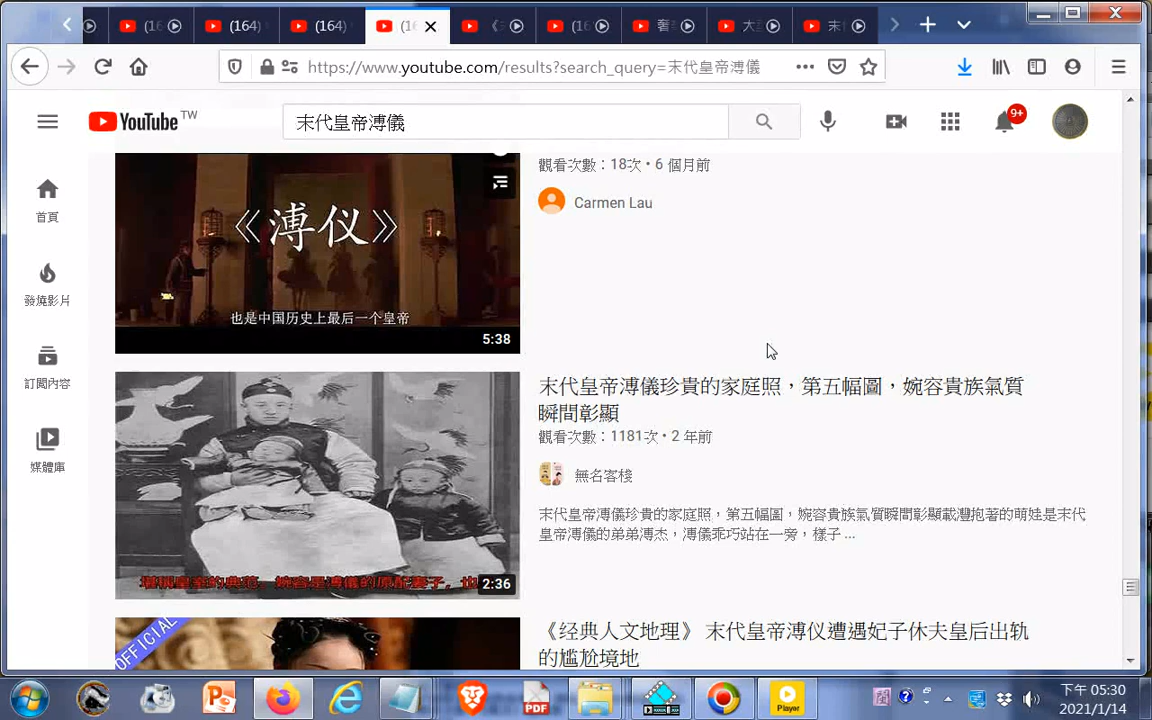 (16
(164)
(164)
(16
《
(16
奢
大
末
https://www.youtube.com/results?search_query=末代皇帝溥儀
YouTube TW
末代皇帝溥儀
9+
首頁
發燒影片
訂閱內容
媒體庫
《溥仪》
也是中国历史上最后一个皇帝
5:38
觀看次數：18次 • 6 個月前
Carmen Lau
2:36
末代皇帝溥儀珍貴的家庭照，第五幅圖，婉容貴族氣質
瞬間彰顯
觀看次數：1181次 • 2 年前
無名客棧
末代皇帝溥儀珍貴的家庭照，第五幅圖，婉容貴族氣質瞬間彰顯載灃抱著的萌娃是末代
皇帝溥儀的弟弟溥杰，溥儀乖巧站在一旁，樣子 ...
OFFICIAL
《经典人文地理》 末代皇帝溥仪遭遇妃子休夫皇后出轨
的尴尬境地
PDF
Player
下午 05:30
2021/1/14